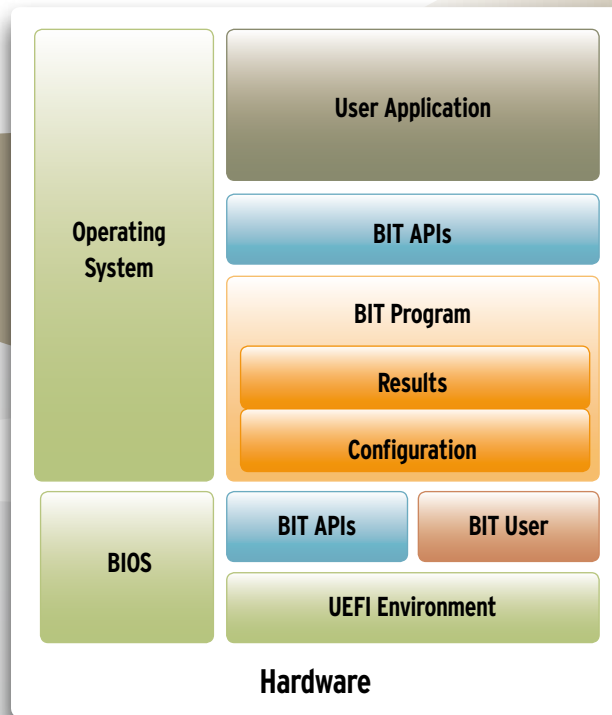 User Application
Operating
System
BIT APIs
BIT Program
Results
Configuration
BIOS
BIT APIs
BIT User
UEFI Environment
Hardware